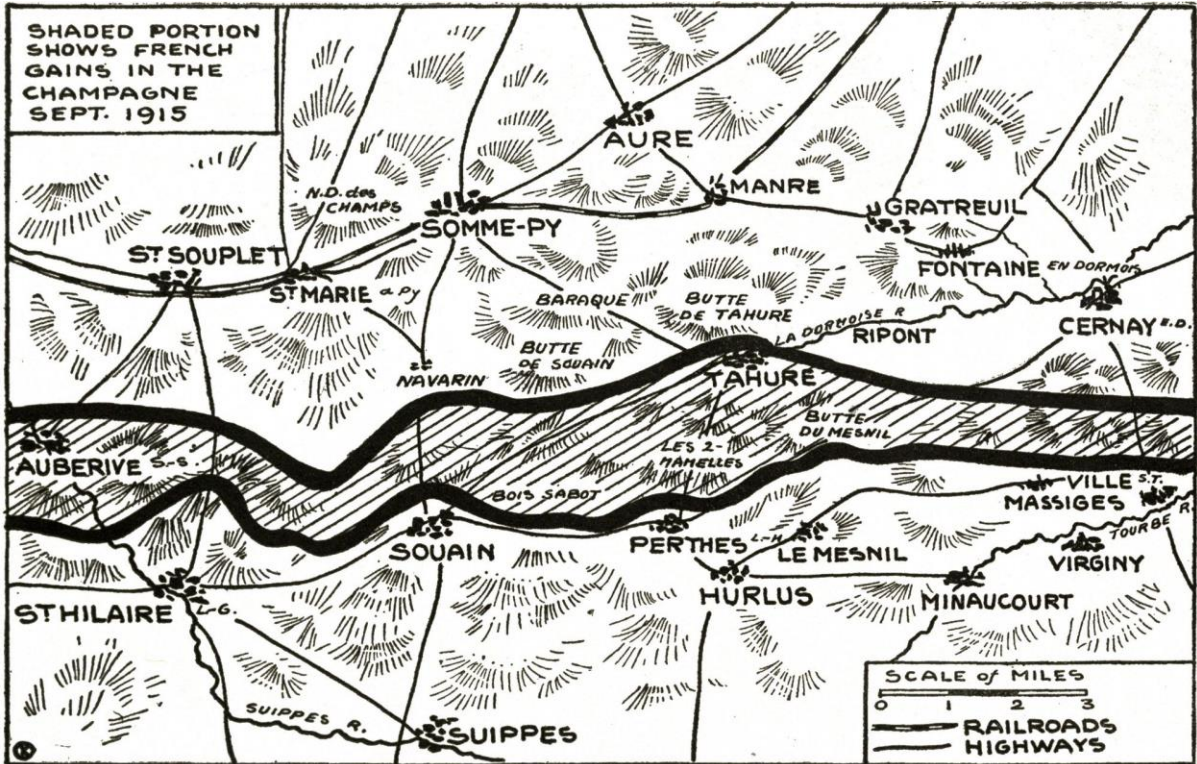 SHADED PORTION
SHOWS FRENCH
GAINS IN THE
CHAMPAGNE
SEPT. 1915
AURE
MANRE
N.D. des
CHAMPS
SOMME-PY
GRATREUIL
ST SOUPLET
ST MARIE a Py
FONTAINE EN DORMOIS
BARAQUE
BUTTE
DE TAHURE
LA DORMOISE R.
RIPONT
CERNAY E.D.
BUTTE
DE SOUAIN
NAVARIN
TAHURE
BUTTE
DU MESNIL
AUBERIVE S.-S.
LES 2-
MAMELLES
BOIS SABOT
VILLE S.T.
MASSIGES
TOURBE R.
SOUAIN
PERTHES L-H
LE MESNIL
VIRGINY
ST HILAIRE L-G.
HURLUS
MINAUCOURT
SUIPPES R.
SUIPPES
SCALE of MILES
0 1 2 3
RAILROADS
HIGHWAYS